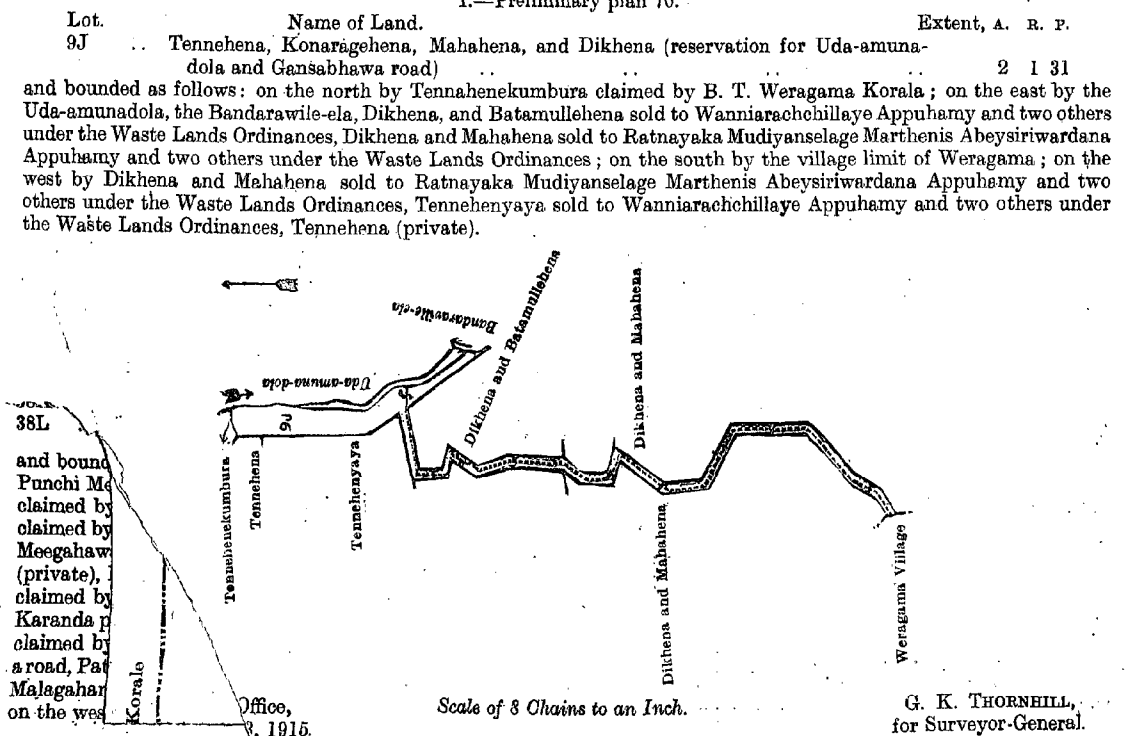 1.—Preliminary plan 70.
Lot. Name of Land. Extent, A. R. P.
9J .. Tennehena, Konaragehena, Mahahena, and Dikhena (reservation for Uda-amuna-
dola and Gansabhawa road) .. .. .. .. 2 1 31
and bounded as follows: on the north by Tennahenekumbura claimed by B. T. Weragama Korala; on the east by the
Uda-amunadola, the Bandarawile-ela, Dikhena, and Batamullehena sold to Wanniarachchillaye Appuhamy and two others
under the Waste Lands Ordinances, Dikhena and Mahahena sold to Ratnayaka Mudiyanselage Marthenis Abeysiriwardana
Appuhamy and two others under the Waste Lands Ordinances; on the south by the village limit of Weragama; on the
west by Dikhena and Mahahena sold to Ratnayaka Mudiyanselage Marthenis Abeysiriwardana Appuhamy and two
others under the Waste Lands Ordinances, Tennehenyaya sold to Wanniarachchillaye Appuhamy and two others under
the Waste Lands Ordinances, Tennehena (private).
Bandarawille-ela
Dikhena and Batamullehena
Dikhena and Mahahena
Uda-amuna-dola
9J
Tennehenekumbura
Tennehena
Tennehenyaya
Dikhena and Mahahena
Weragama Village
38L
and bound
Punchi Me
claimed by
claimed by
Meegahaw
(private),
claimed by
Karanda p
claimed by
a road, Pat
Malagahar
on the wes
Korale
Office,
1915.
Scale of 8 Chains to an Inch.
G. K. THORNHILL,
for Surveyor-General.